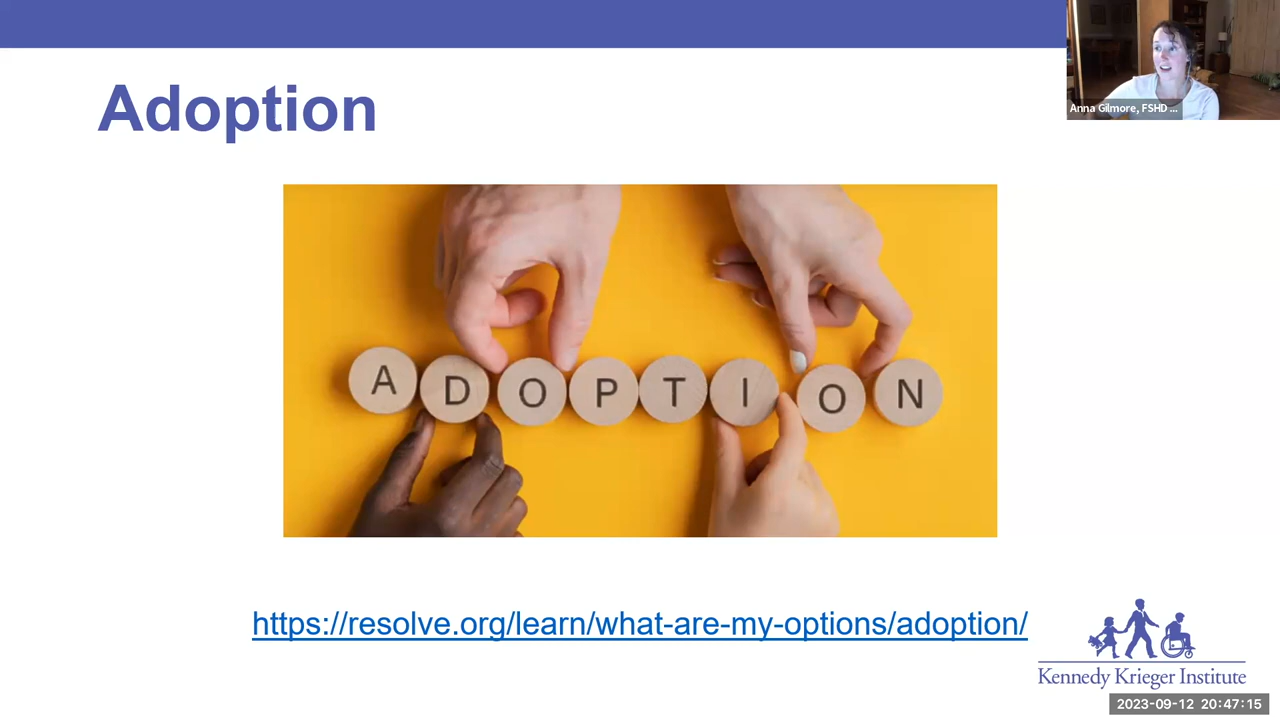 Adoption
Anna Gilmore, FSHD ...
A D O P T I O N
https://resolve.org/learn/what-are-my-options/adoption/
Kennedy Krieger Institute
2023-09-12 20:47:15